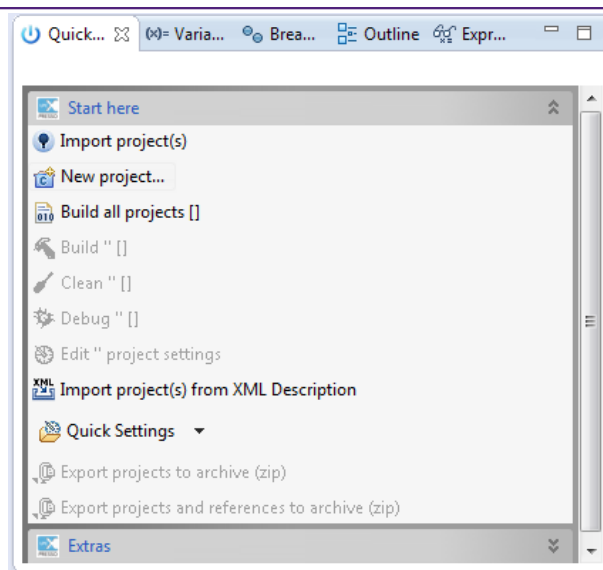 Quick... (x)= Varia... Brea... Outline Expr...
Start here
Import project(s)
New project...
Build all projects []
Build '' []
Clean '' []
Debug '' []
Edit '' project settings
XML Import project(s) from XML Description
Quick Settings
Export projects to archive (zip)
Export projects and references to archive (zip)
Extras